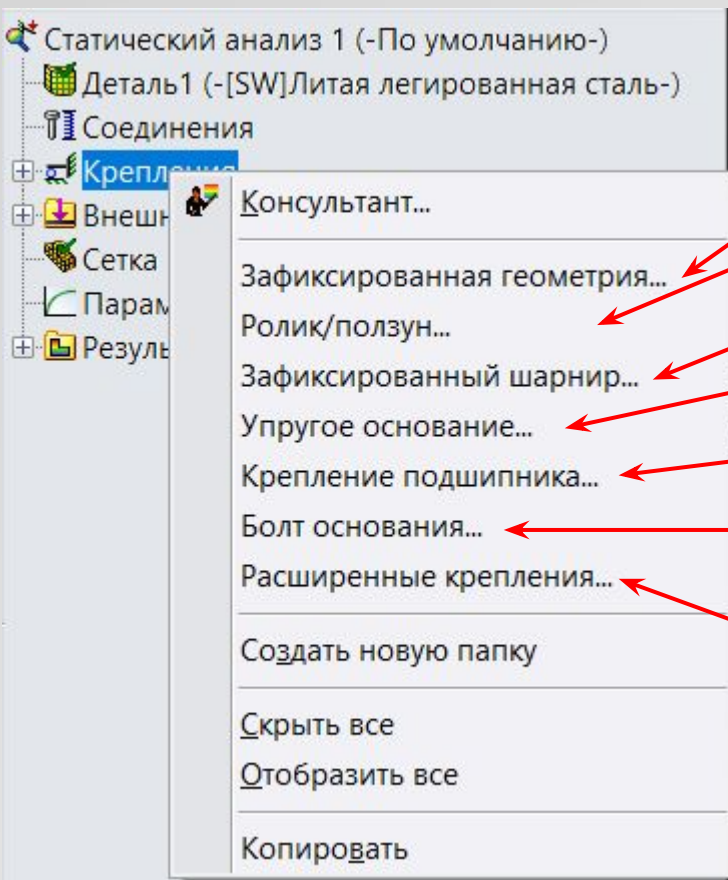 Статический анализ 1 (-По умолчанию-)
Деталь1 (-[SW]Литая легированная сталь-)
Соединения
Крепления
Внешн
Сетка
Парам
Резуль
Консультант...
Зафиксированная геометрия...
Ролик/ползун...
Зафиксированный шарнир...
Упругое основание...
Крепление подшипника...
Болт основания...
Расширенные крепления...
Создать новую папку
Скрыть все
Отобразить все
Копировать